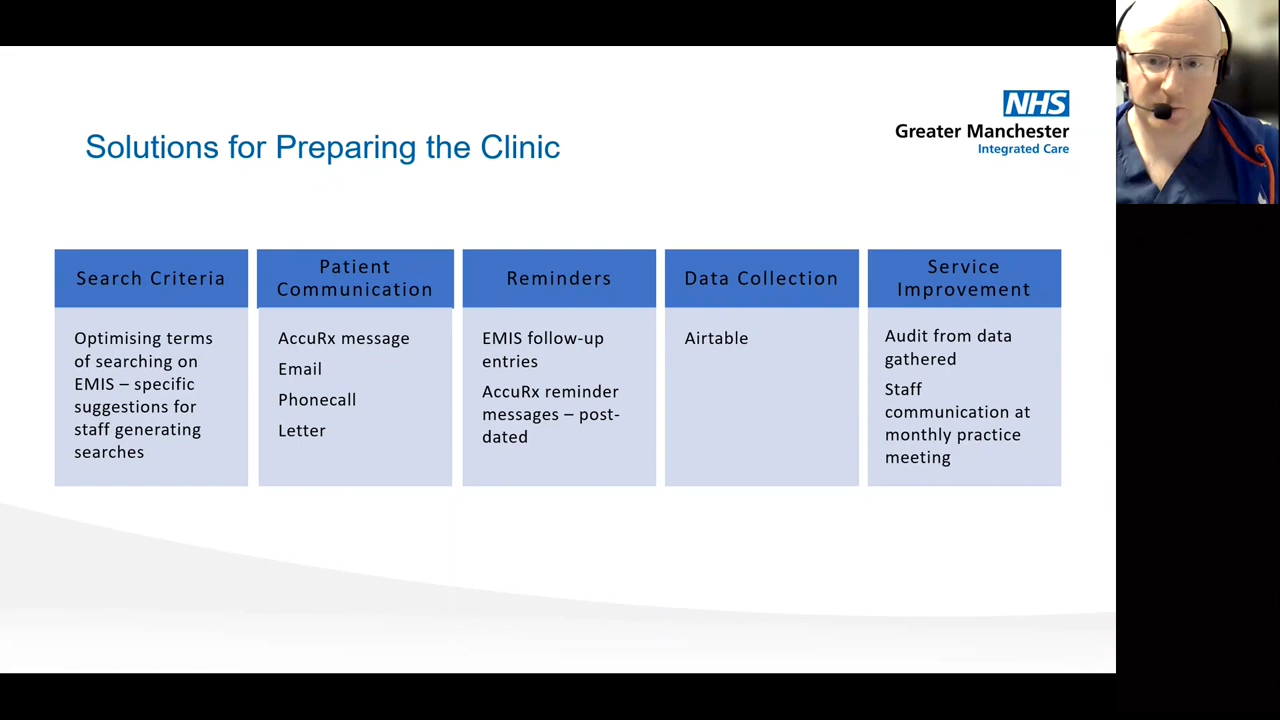 NHS
Greater Manchester
Integrated Care
Solutions for Preparing the Clinic
Search Criteria
Optimising terms
of searching on
EMIS – specific
suggestions for
staff generating
searches
Patient
Communication
AccuRx message
Email
Phonecall
Letter
Reminders
EMIS follow-up
entries
AccuRx reminder
messages – post-
dated
Data Collection
Airtable
Service
Improvement
Audit from data
gathered
Staff
communication at
monthly practice
meeting